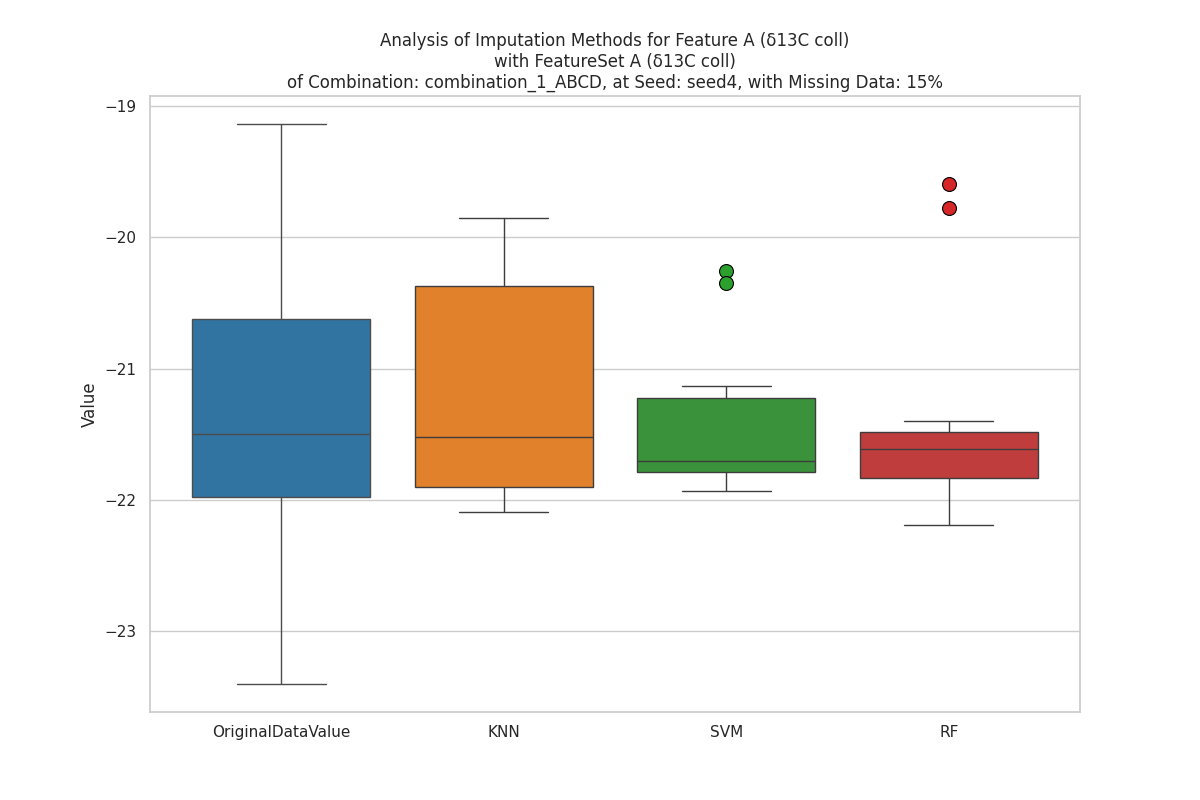 Analysis of Imputation Methods for Feature A (δ13C coll)
with FeatureSet A (δ13C coll)
of Combination: combination_1_ABCD, at Seed: seed4, with Missing Data: 15%
−19
−20
−21
−22
−23
Value
OriginalDataValue
KNN
SVM
RF